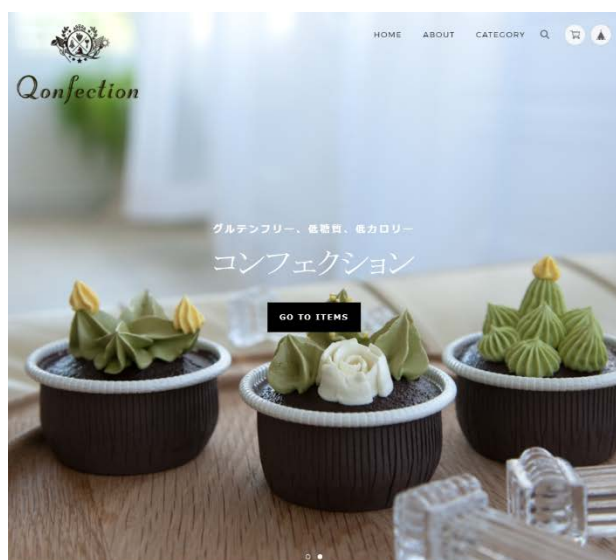 Qonfection
HOME
ABOUT
CATEGORY
グルテンフリー、低糖質、低カロリー
コンフェクション
GO TO ITEMS